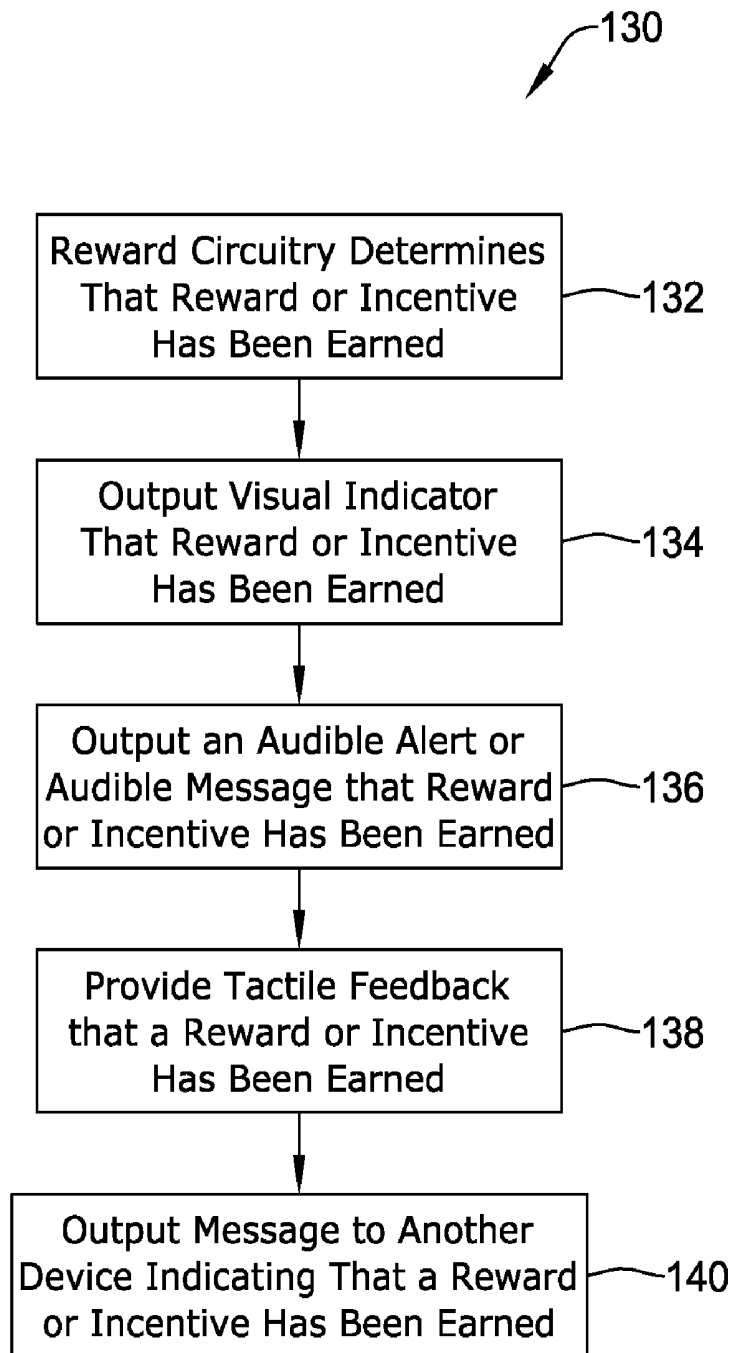 130
Reward Circuitry Determines
That Reward or Incentive
Has Been Earned
132
Output Visual Indicator
That Reward or Incentive
Has Been Earned
134
Output an Audible Alert or
Audible Message that Reward
or Incentive Has Been Earned
136
Provide Tactile Feedback
that a Reward or Incentive
Has Been Earned
138
Output Message to Another
Device Indicating That a Reward
or Incentive Has Been Earned
140